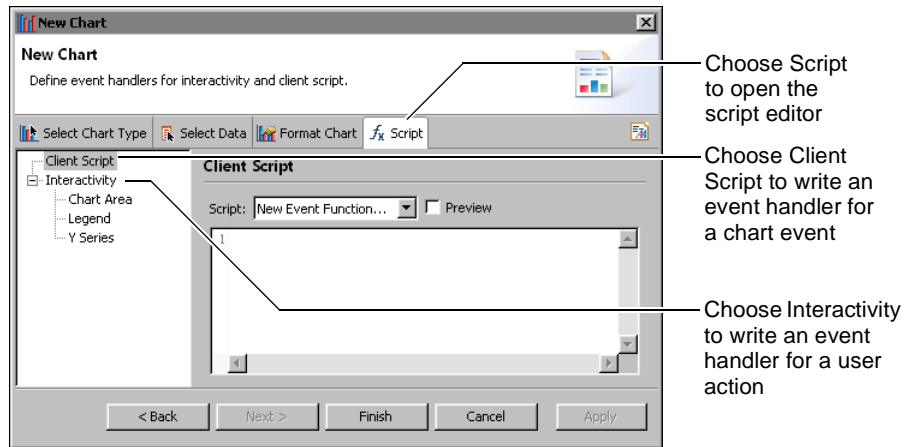 New Chart
New Chart
Define event handlers for interactivity and client script.
Select Chart Type
Select Data
Format Chart
fx Script
Client Script
Interactivity
Chart Area
Legend
Y Series
Client Script
Script: New Event Function... Preview
1
< Back
Next >
Finish
Cancel
Apply
Choose Script
to open the
script editor
Choose Client
Script to write an
event handler for
a chart event
Choose Interactivity
to write an event
handler for a user
action